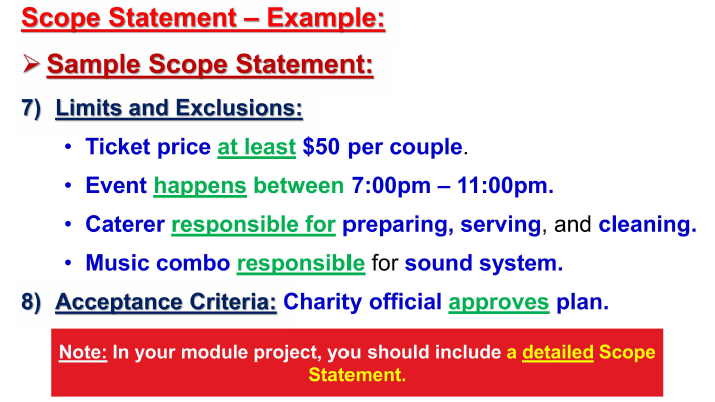 Scope Statement – Example:
➢ Sample Scope Statement:
7) Limits and Exclusions:
• Ticket price at least $50 per couple.
• Event happens between 7:00pm – 11:00pm.
• Caterer responsible for preparing, serving, and cleaning.
• Music combo responsible for sound system.
8) Acceptance Criteria: Charity official approves plan.
Note: In your module project, you should include a detailed Scope
Statement.